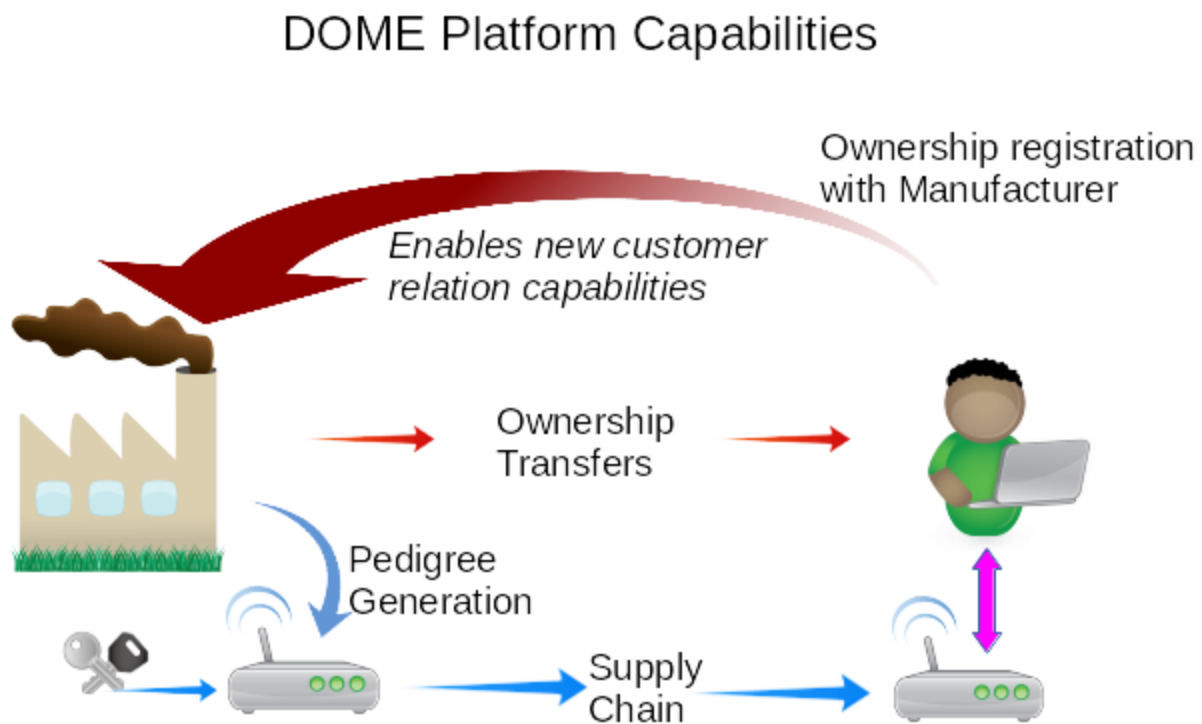 DOME Platform Capabilities
Ownership registration
with Manufacturer
Enables new customer
relation capabilities
Ownership
Transfers
Pedigree
Generation
Supply
Chain